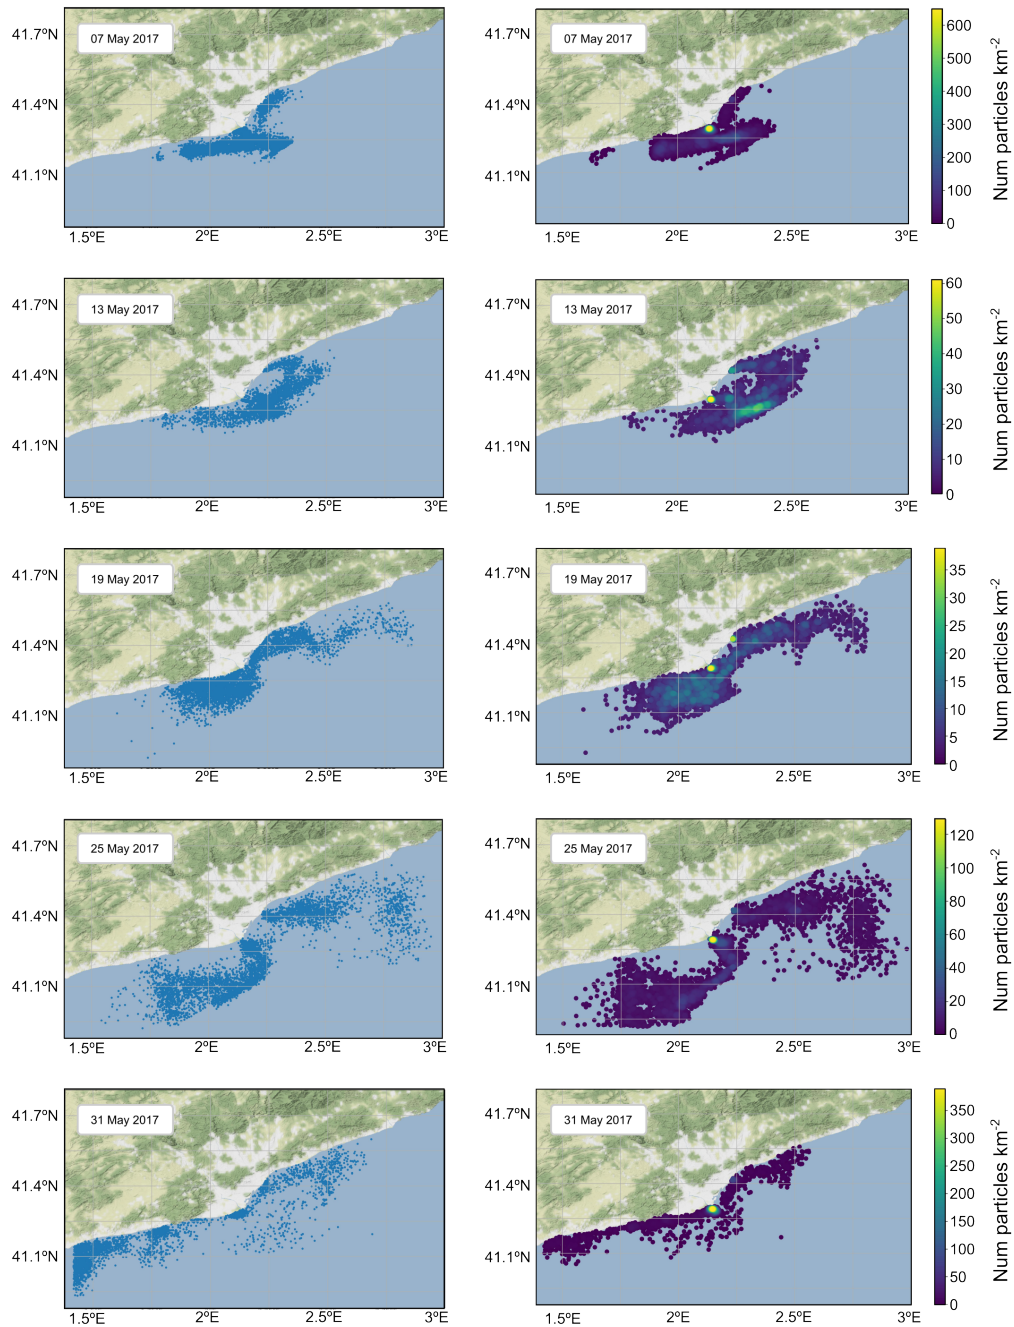 07 May 2017
41.7ºN
41.4ºN
41.1ºN
1.5ºE 2ºE 2.5ºE 3ºE
07 May 2017
41.7ºN
41.4ºN
41.1ºN
1.5ºE 2ºE 2.5ºE 3ºE
600
500
400
300
200
100
0
Num particles km-2
13 May 2017
41.7ºN
41.4ºN
41.1ºN
1.5ºE 2ºE 2.5ºE 3ºE
13 May 2017
41.7ºN
41.4ºN
41.1ºN
1.5ºE 2ºE 2.5ºE 3ºE
60
50
40
30
20
10
0
Num particles km-2
19 May 2017
41.7ºN
41.4ºN
41.1ºN
1.5ºE 2ºE 2.5ºE 3ºE
19 May 2017
41.7ºN
41.4ºN
41.1ºN
1.5ºE 2ºE 2.5ºE 3ºE
35
30
25
20
15
10
5
0
Num particles km-2
25 May 2017
41.7ºN
41.4ºN
41.1ºN
1.5ºE 2ºE 2.5ºE 3ºE
25 May 2017
41.7ºN
41.4ºN
41.1ºN
1.5ºE 2ºE 2.5ºE 3ºE
120
100
80
60
40
20
0
Num particles km-2
31 May 2017
41.7ºN
41.4ºN
41.1ºN
1.5ºE 2ºE 2.5ºE 3ºE
31 May 2017
41.7ºN
41.4ºN
41.1ºN
1.5ºE 2ºE 2.5ºE 3ºE
350
300
250
200
150
100
50
0
Num particles km-2